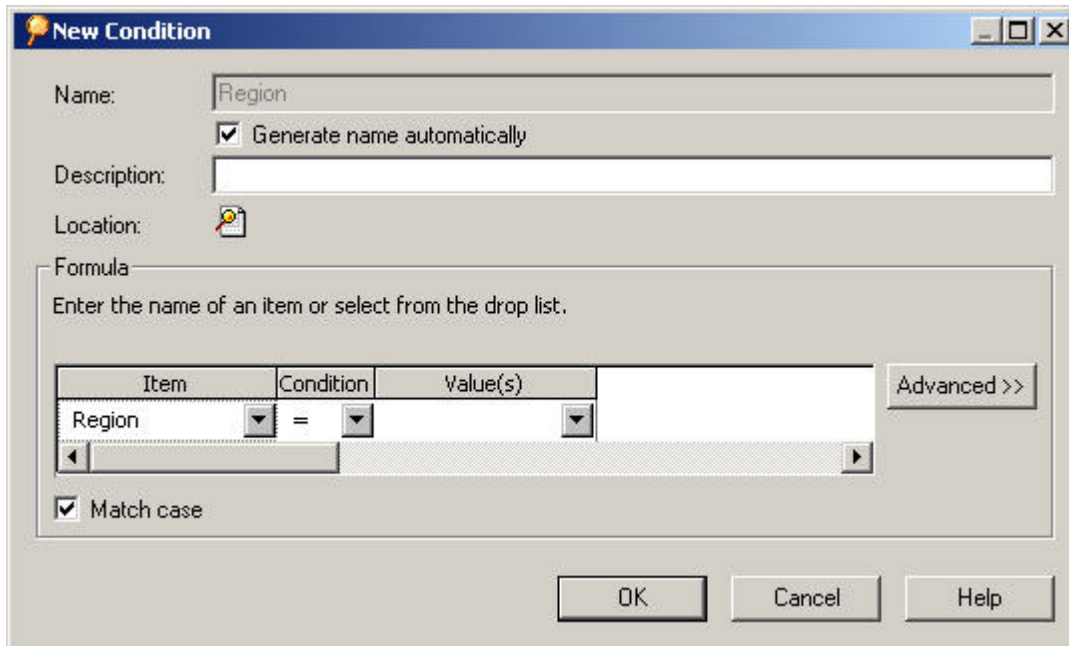 New Condition
Name: Region
Generate name automatically
Description:
Location:
Formula
Enter the name of an item or select from the drop list.
Item Condition Value(s)
Region =
Advanced >>
Match case
OK Cancel Help